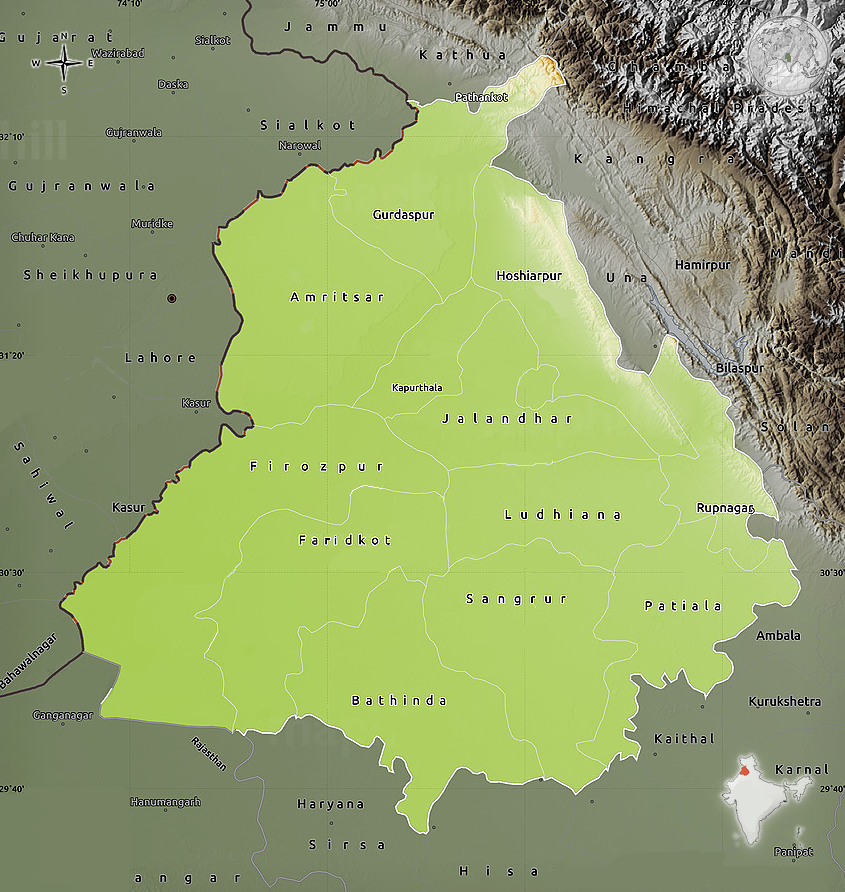 74°10'
75°00'
Gujrat
N
W E
S
Wazirabad
Sialkot
Jammu
Kathua
Chamba
Daska
Pathankot
Himachal Pradesh
32°10'
Gujranwala
Sialkot
Narowal
Kangra
Gujranwala
Gurdaspur
Muridke
Chuhar Kana
Mandi
Hamirpur
Sheikhupura
Hoshiarpur
Una
Amritsar
31°20'
Lahore
Bilaspur
Kapurthala
Kasur
Jalandhar
Solan
Sahiwal
Firozpur
Kasur
Ludhiana
Rupnagar
Faridkot
30°30'
30°30'
Sangrur
Patiala
Ambala
Bahawalnagar
Bathinda
Kurukshetra
Ganganagar
Rajasthan
Kaithal
Karnal
29°40'
29°40'
Hanumangarh
Haryana
Sirsa
Panipat
Hisa
angar